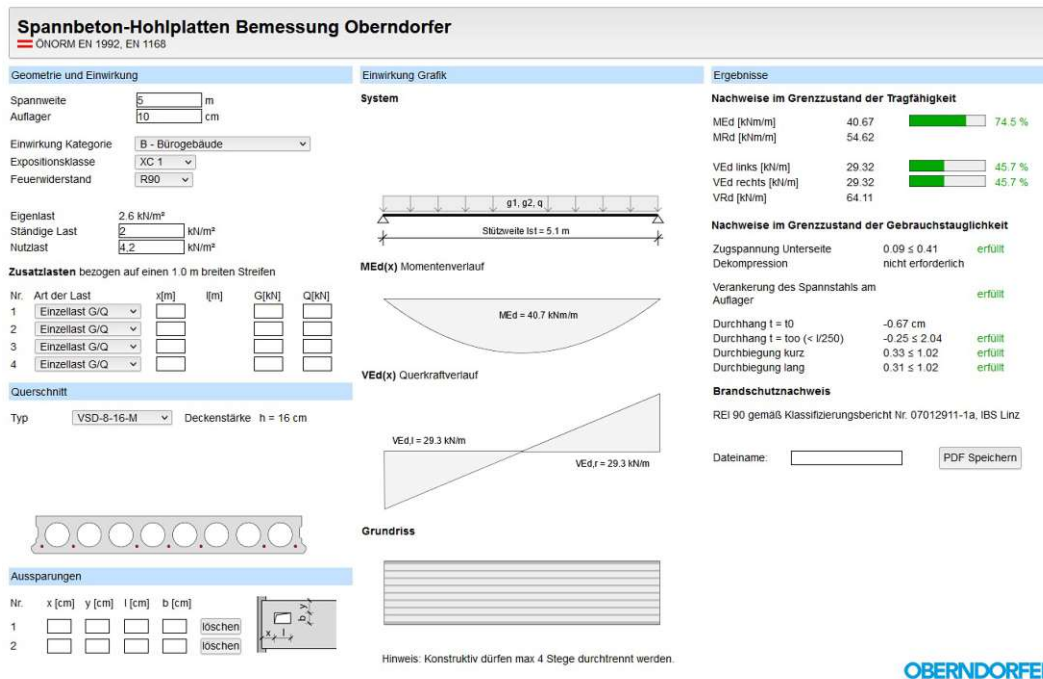 Spannbeton-Hohlplatten Bemessung Oberndorfer
ÖNORM EN 1992, EN 1168
Geometrie und Einwirkung
Spannweite 5 m
Auflager 10 cm
Einwirkung Kategorie B - Bürogebäude
Expositionsklasse XC 1
Feuerwiderstand R90
Eigenlast 2.6 kN/m²
Ständige Last 2 kN/m²
Nutzlast 4,2 kN/m²
Zusatzlasten bezogen auf einen 1.0 m breiten Streifen
Nr. Art der Last x[m] l[m] G[kN] Q[kN]
1 Einzellast G/Q
2 Einzellast G/Q
3 Einzellast G/Q
4 Einzellast G/Q
Querschnitt
Typ VSD-8-16-M Deckenstärke h = 16 cm
Aussparungen
Nr. x [cm] y [cm] l [cm] b [cm]
1 löschen
2 löschen
x l b y
Einwirkung Grafik
System
g1, g2, q
Stützweite lst = 5.1 m
MEd(x) Momentenverlauf
MEd = 40.7 kNm/m
VEd(x) Querkraftverlauf
VEd,l = 29.3 kN/m
VEd,r = 29.3 kN/m
Grundriss
Hinweis: Konstruktiv dürfen max 4 Stege durchtrennt werden.
Ergebnisse
Nachweise im Grenzzustand der Tragfähigkeit
MEd [kNm/m] 40.67 74.5 %
MRd [kNm/m] 54.62
VEd links [kN/m] 29.32 45.7 %
VEd rechts [kN/m] 29.32 45.7 %
VRd [kN/m] 64.11
Nachweise im Grenzzustand der Gebrauchstauglichkeit
Zugspannung Unterseite 0.09 ≤ 0.41 erfüllt
Dekompression nicht erforderlich
Verankerung des Spannstahls am
Auflager erfüllt
Durchhang t = t0 -0.67 cm
Durchhang t = too (< l/250) -0.25 ≤ 2.04 erfüllt
Durchbiegung kurz 0.33 ≤ 1.02 erfüllt
Durchbiegung lang 0.31 ≤ 1.02 erfüllt
Brandschutznachweis
REI 90 gemäß Klassifizierungsbericht Nr. 07012911-1a, IBS Linz
Dateiname: PDF Speichern
OBERNDORFER